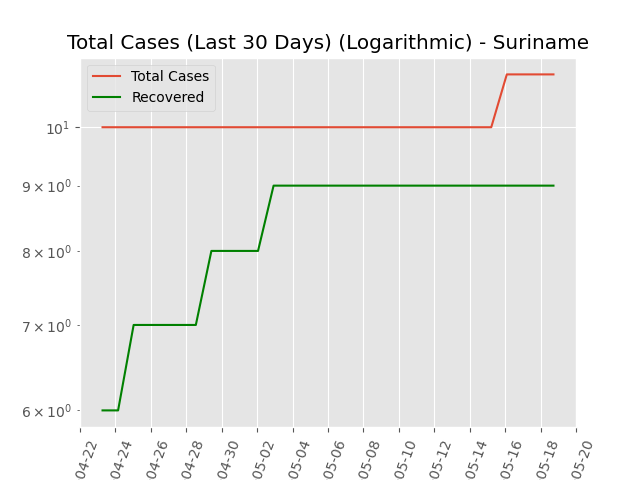 Total Cases (Last 30 Days) (Logarithmic) - Suriname
Total Cases
Recovered
10¹
9 × 10⁰
8 × 10⁰
7 × 10⁰
6 × 10⁰
04-22 04-24 04-26 04-28 04-30 05-02 05-04 05-06 05-08 05-10 05-12 05-14 05-16 05-18 05-20